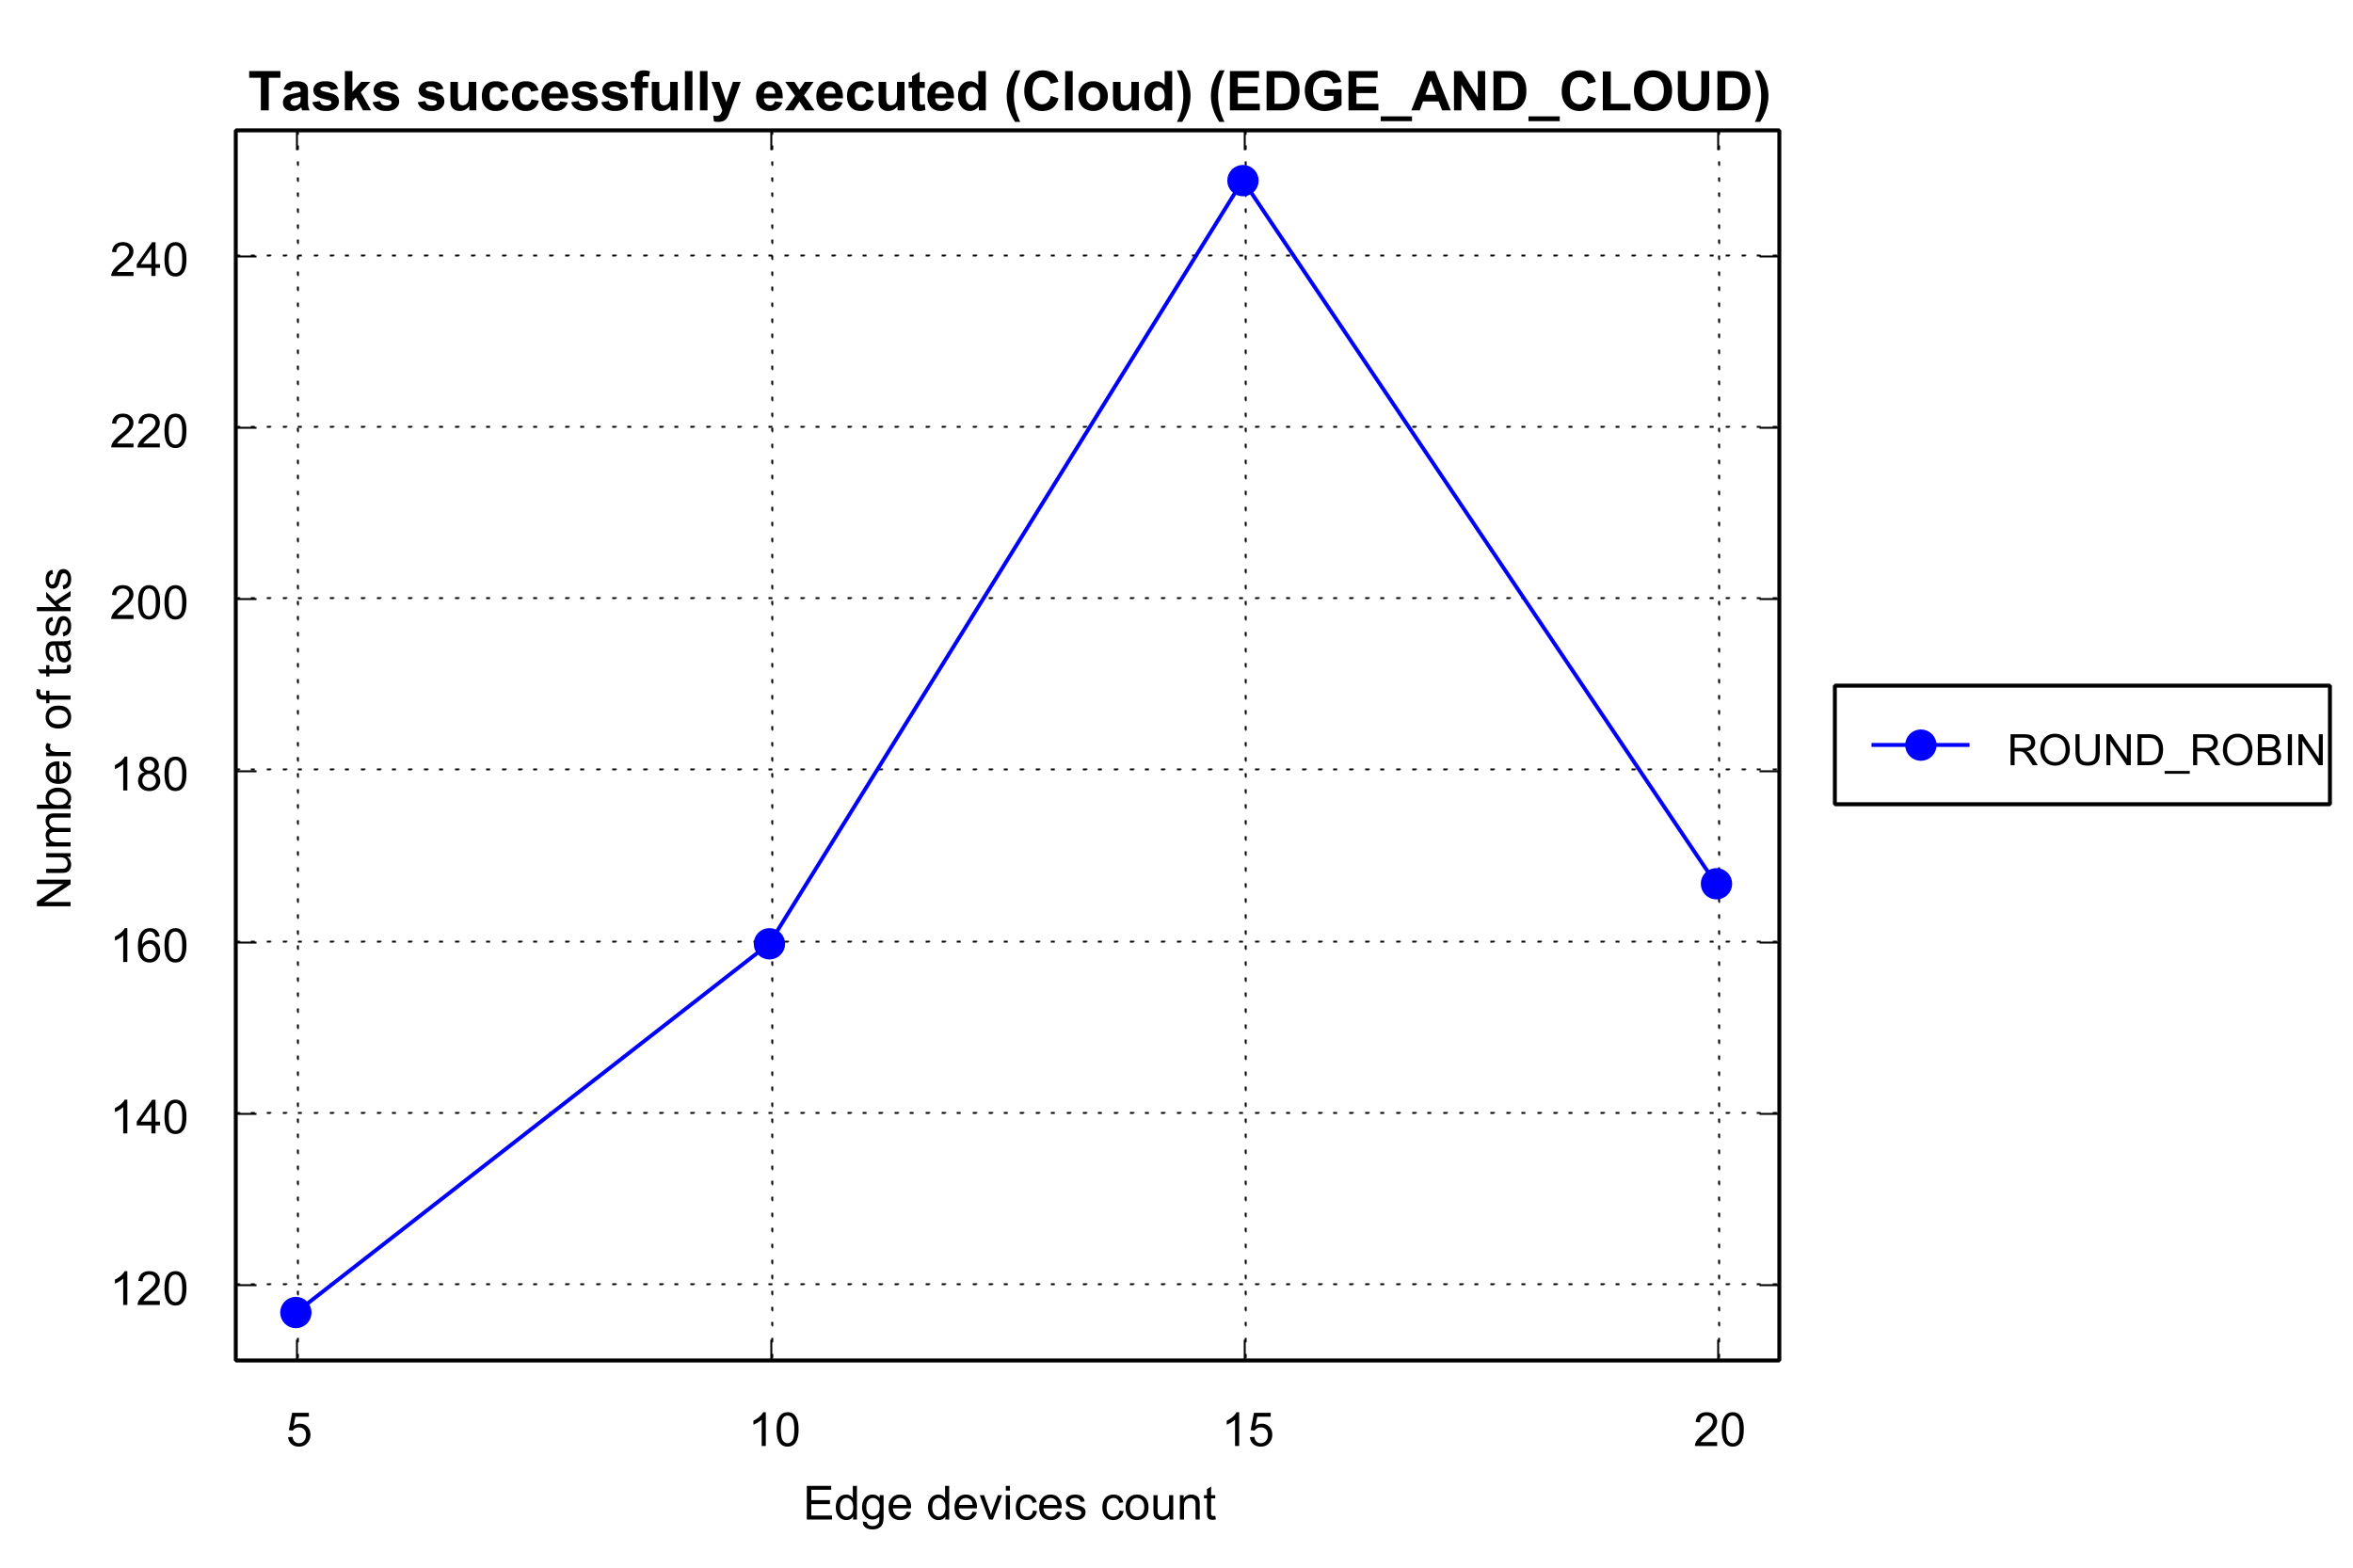 Tasks successfully executed (Cloud) (EDGE_AND_CLOUD)
240
220
200
180
160
140
120
Number of tasks
5 10 15 20
Edge devices count
ROUND_ROBIN